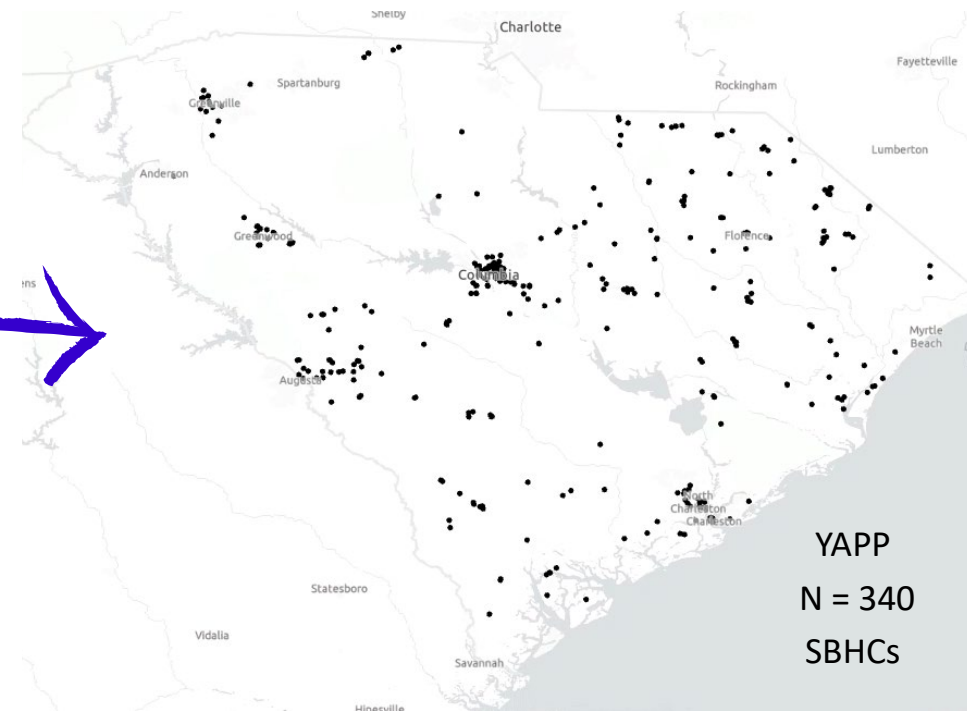 Shelby
Charlotte
Fayetteville
Spartanburg
Rockingham
Greenville
Lumberton
Anderson
Greenwood
Florence
Columbia
ens
Myrtle
Beach
Augusta
North
Charleston
Charleston
YAPP
N = 340
SBHCs
Statesboro
Vidalia
Savannah
Hinesville